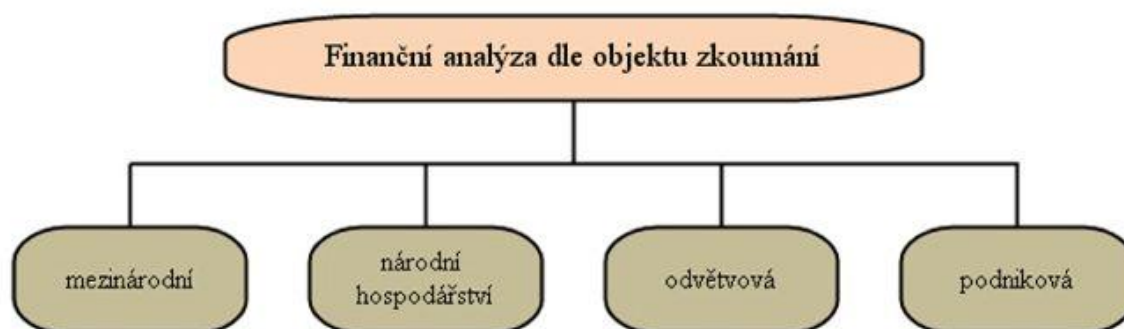 Finanční analýza dle objektu zkoumání
mezinárodní
národní
hospodářství
odvětvová
podniková